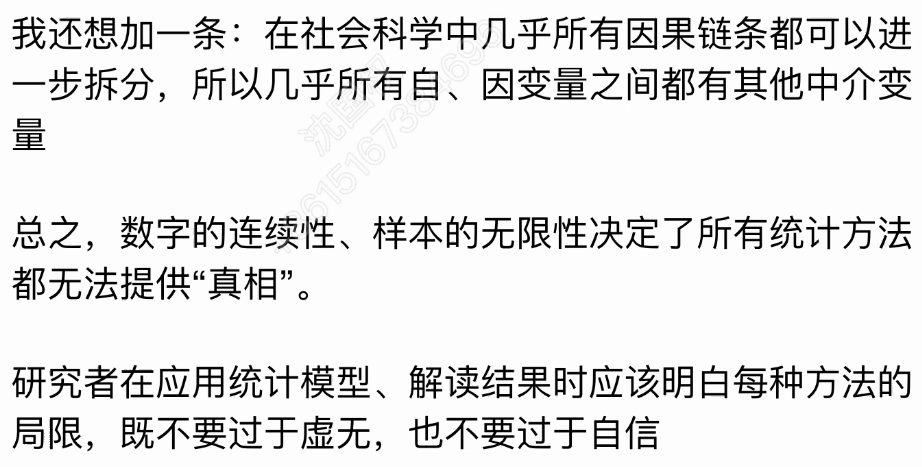 我还想加一条：在社会科学中几乎所有因果链条都可以进
一步拆分，所以几乎所有自、因变量之间都有其他中介变
量
总之，数字的连续性、样本的无限性决定了所有统计方法
都无法提供“真相”。
研究者在应用统计模型、解读结果时应该明白每种方法的
局限，既不要过于虚无，也不要过于自信